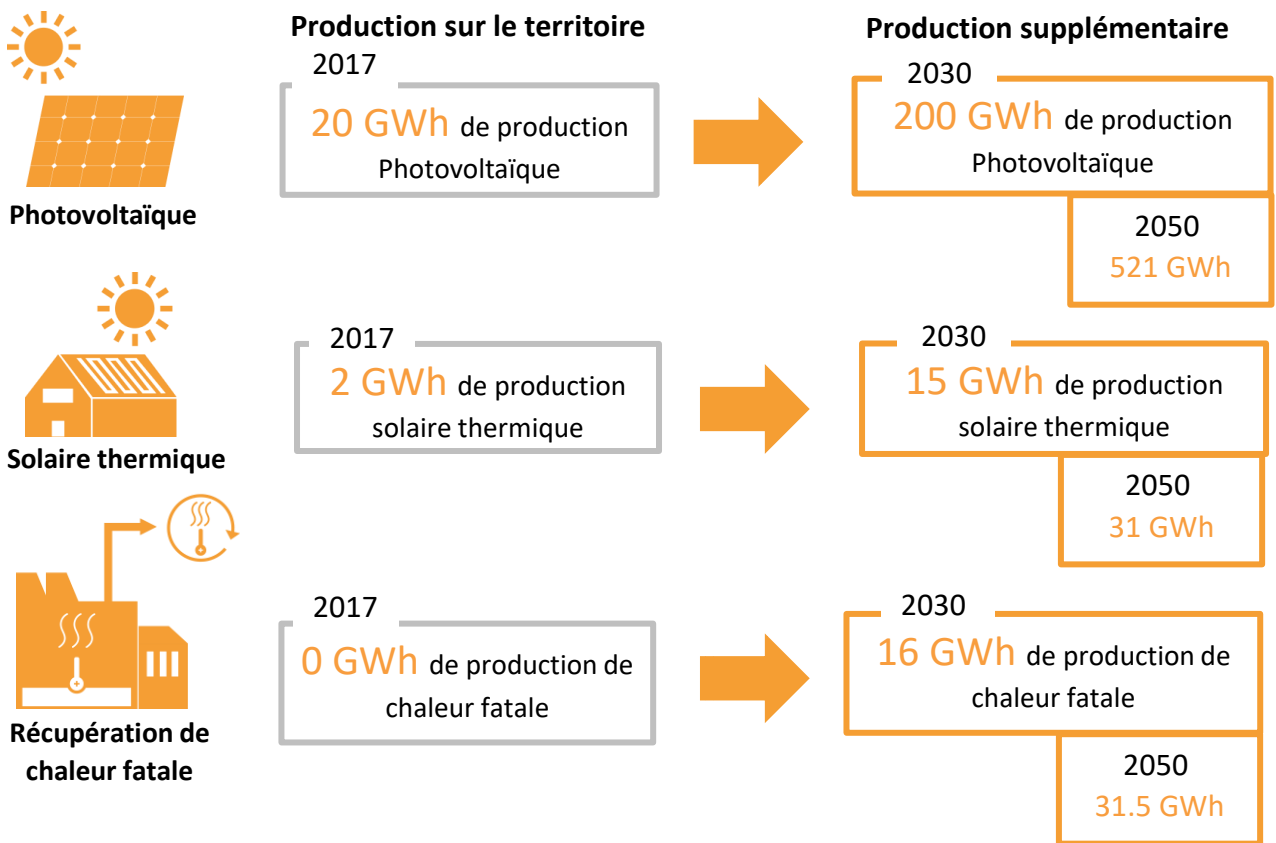 Production sur le territoire
Production supplémentaire
Photovoltaïque
2017
20 GWh de production
Photovoltaïque
2030
200 GWh de production
Photovoltaïque
2050
521 GWh
Solaire thermique
2017
2 GWh de production
solaire thermique
2030
15 GWh de production
solaire thermique
2050
31 GWh
Récupération de
chaleur fatale
2017
0 GWh de production de
chaleur fatale
2030
16 GWh de production de
chaleur fatale
2050
31.5 GWh